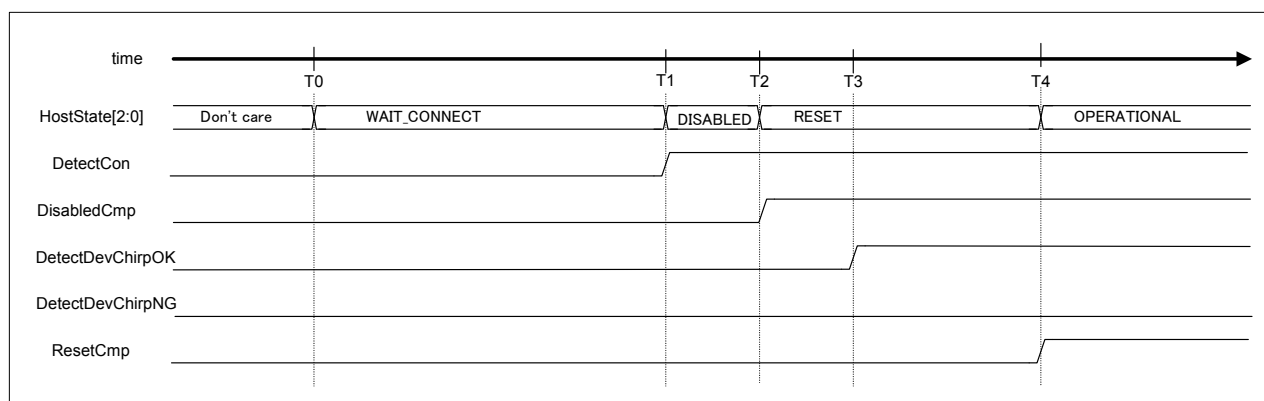 time
T0 T1 T2 T3 T4
HostState[2:0] Don't care WAIT_CONNECT DISABLED RESET OPERATIONAL
DetectCon
DisabledCmp
DetectDevChirpOK
DetectDevChirpNG
ResetCmp